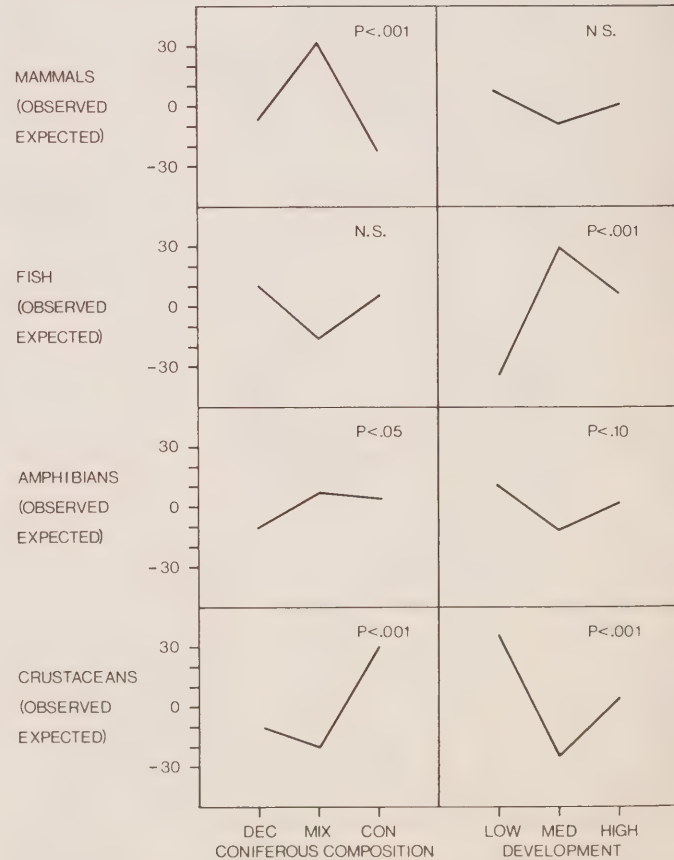 MAMMALS
(OBSERVED
EXPECTED)
30
0
-30
P<.001
N S.
FISH
(OBSERVED
EXPECTED)
30
0
-30
N.S.
P<.001
AMPHIBIANS
(OBSERVED
EXPECTED)
30
0
-30
P<.05
P<.10
CRUSTACEANS
(OBSERVED
EXPECTED)
30
0
-30
P<.001
P<.001
DEC MIX CON
LOW MED HIGH
CONIFEROUS COMPOSITION
DEVELOPMENT